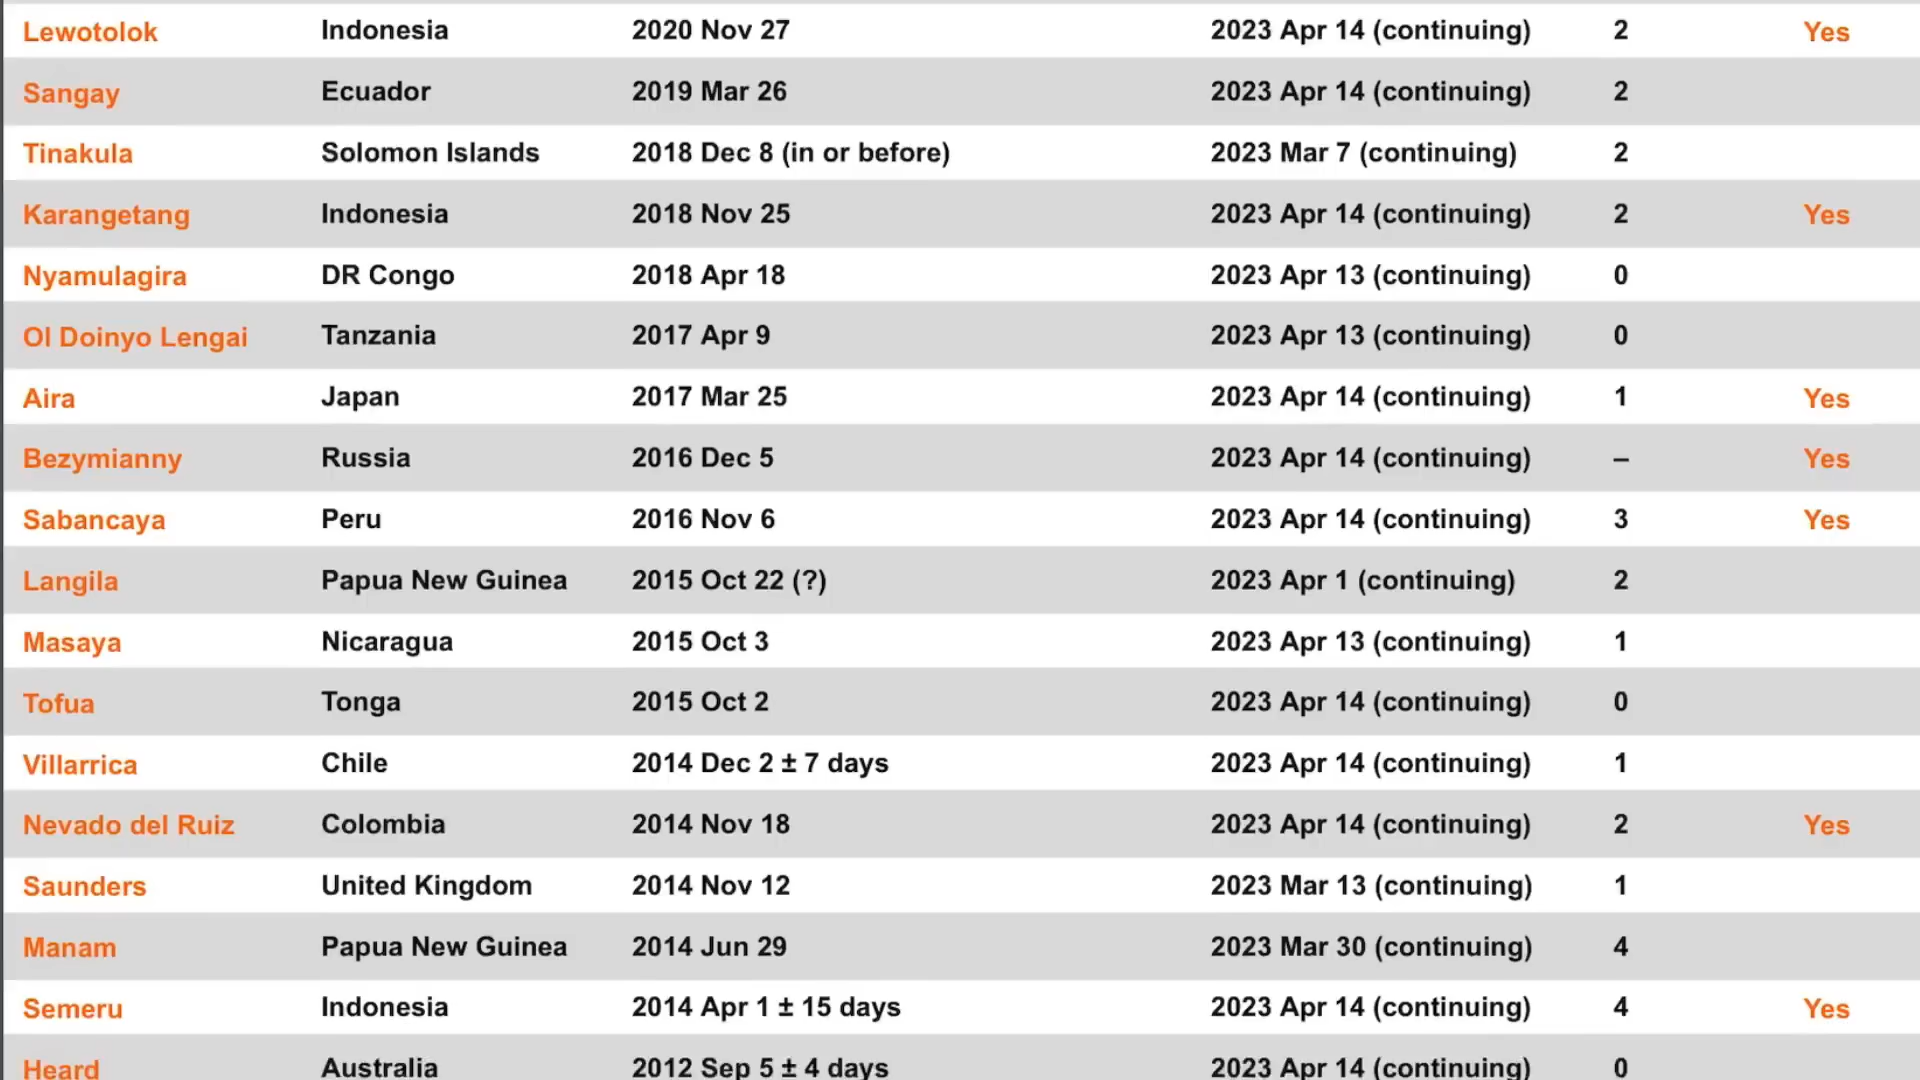 Lewotolok Indonesia 2020 Nov 27 2023 Apr 14 (continuing) 2 Yes
Sangay Ecuador 2019 Mar 26 2023 Apr 14 (continuing) 2
Tinakula Solomon Islands 2018 Dec 8 (in or before) 2023 Mar 7 (continuing) 2
Karangetang Indonesia 2018 Nov 25 2023 Apr 14 (continuing) 2 Yes
Nyamulagira DR Congo 2018 Apr 18 2023 Apr 13 (continuing) 0
Ol Doinyo Lengai Tanzania 2017 Apr 9 2023 Apr 13 (continuing) 0
Aira Japan 2017 Mar 25 2023 Apr 14 (continuing) 1 Yes
Bezymianny Russia 2016 Dec 5 2023 Apr 14 (continuing) – Yes
Sabancaya Peru 2016 Nov 6 2023 Apr 14 (continuing) 3 Yes
Langila Papua New Guinea 2015 Oct 22 (?) 2023 Apr 1 (continuing) 2
Masaya Nicaragua 2015 Oct 3 2023 Apr 13 (continuing) 1
Tofua Tonga 2015 Oct 2 2023 Apr 14 (continuing) 0
Villarrica Chile 2014 Dec 2 ± 7 days 2023 Apr 14 (continuing) 1
Nevado del Ruiz Colombia 2014 Nov 18 2023 Apr 14 (continuing) 2 Yes
Saunders United Kingdom 2014 Nov 12 2023 Mar 13 (continuing) 1
Manam Papua New Guinea 2014 Jun 29 2023 Mar 30 (continuing) 4
Semeru Indonesia 2014 Apr 1 ± 15 days 2023 Apr 14 (continuing) 4 Yes
Heard Australia 2012 Sep 5 ± 4 days 2023 Apr 14 (continuing) 0